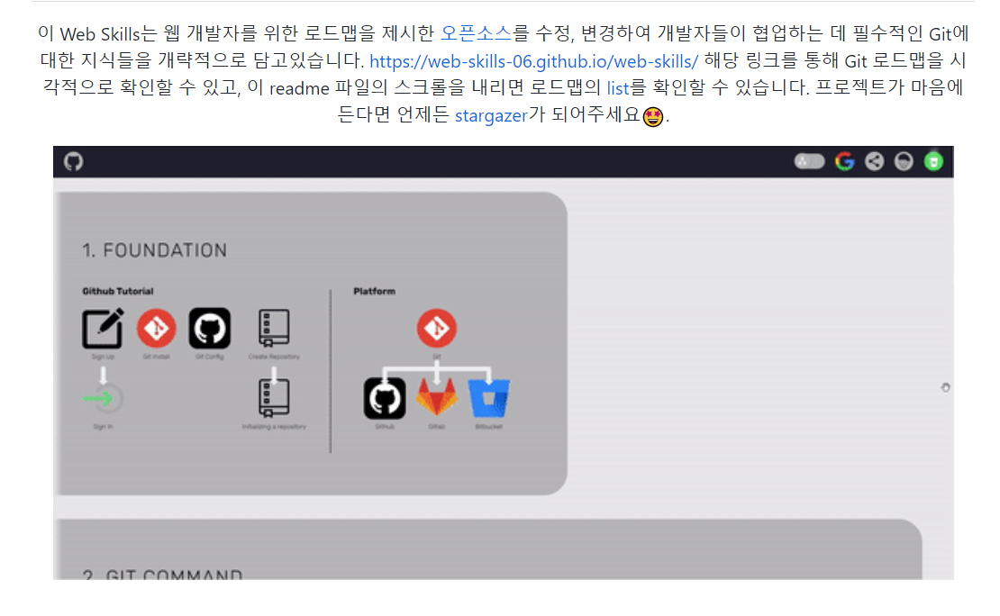 이 Web Skills는 웹 개발자를 위한 로드맵을 제시한 오픈소스를 수정, 변경하여 개발자들이 협업하는 데 필수적인 Git에
대한 지식들을 개략적으로 담고있습니다. https://web-skills-06.github.io/web-skills/ 해당 링크를 통해 Git 로드맵을 시
각적으로 확인할 수 있고, 이 readme 파일의 스크롤을 내리면 로드맵의 list를 확인할 수 있습니다. 프로젝트가 마음에
든다면 언제든 stargazer가 되어주세요🤩.
1. FOUNDATION
Github Tutorial
Sign Up
Git Install
Git Config
Create Repository
Sign In
Initializing a repository
Platform
Git
Github
Gitlab
Bitbucket
2. GIT COMMAND